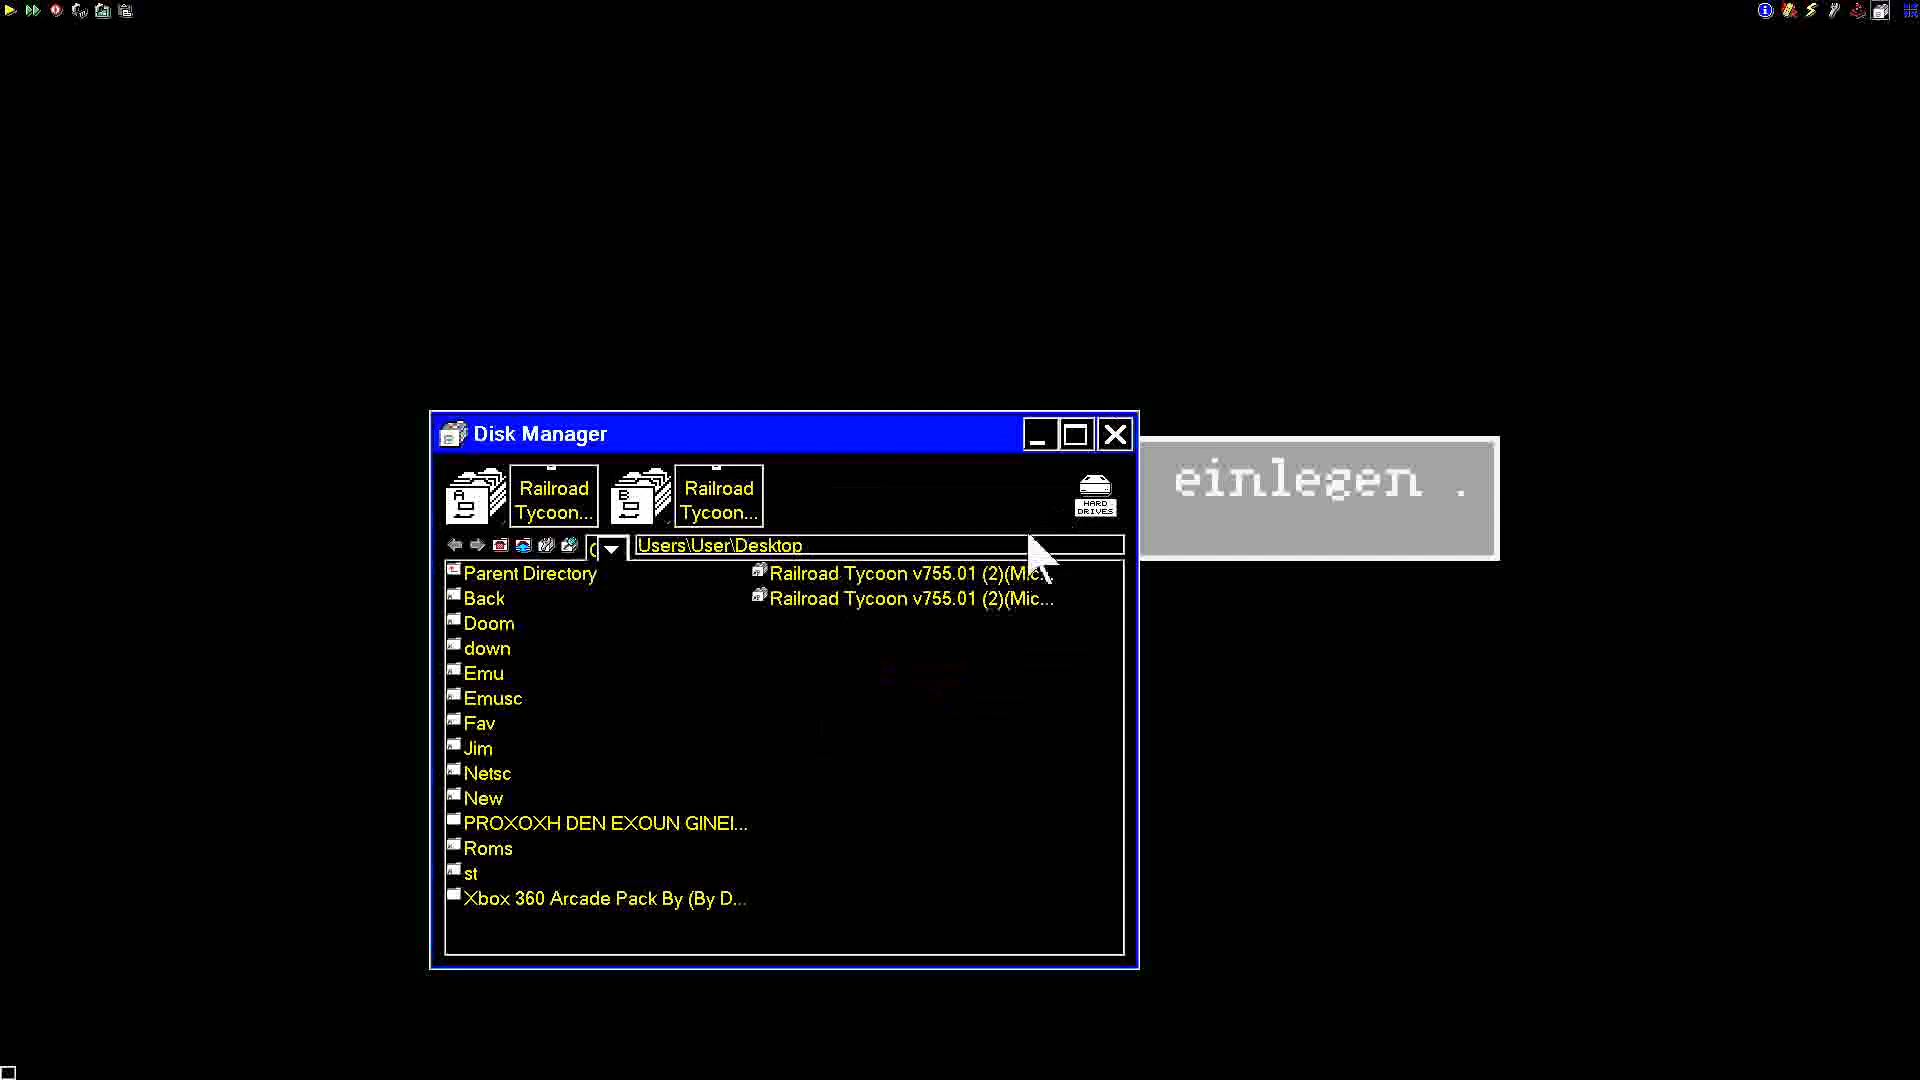 Disk Manager
A
Railroad
Tycoon...
B
Railroad
Tycoon...
HARD
DRIVES
einlegen .
Users\User\Desktop
Parent Directory
Back
Doom
down
Emu
Emusc
Fav
Jim
Netsc
New
PROXOXH DEN EXOUN GINEI...
Roms
st
Xbox 360 Arcade Pack By (By D...
Railroad Tycoon v755.01 (2)(Mic...
Railroad Tycoon v755.01 (2)(Mic...